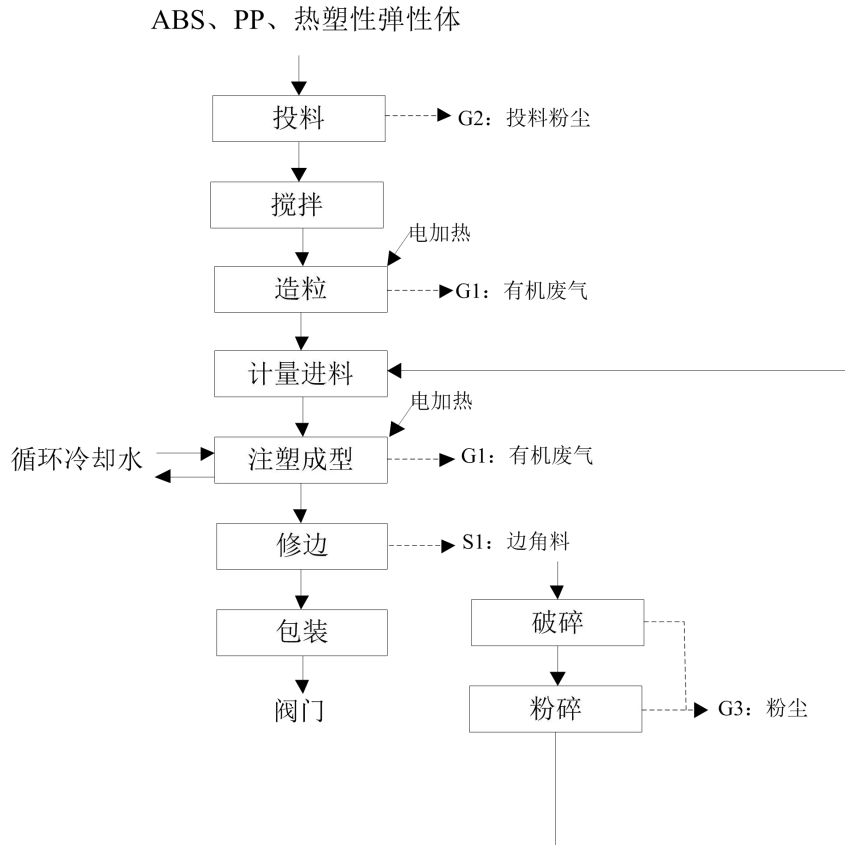 ABS、PP、热塑性弹性体
投料
G2：投料粉尘
搅拌
电加热
造粒
G1：有机废气
计量进料
电加热
循环冷却水
注塑成型
G1：有机废气
修边
S1：边角料
包装
破碎
阀门
粉碎
G3：粉尘